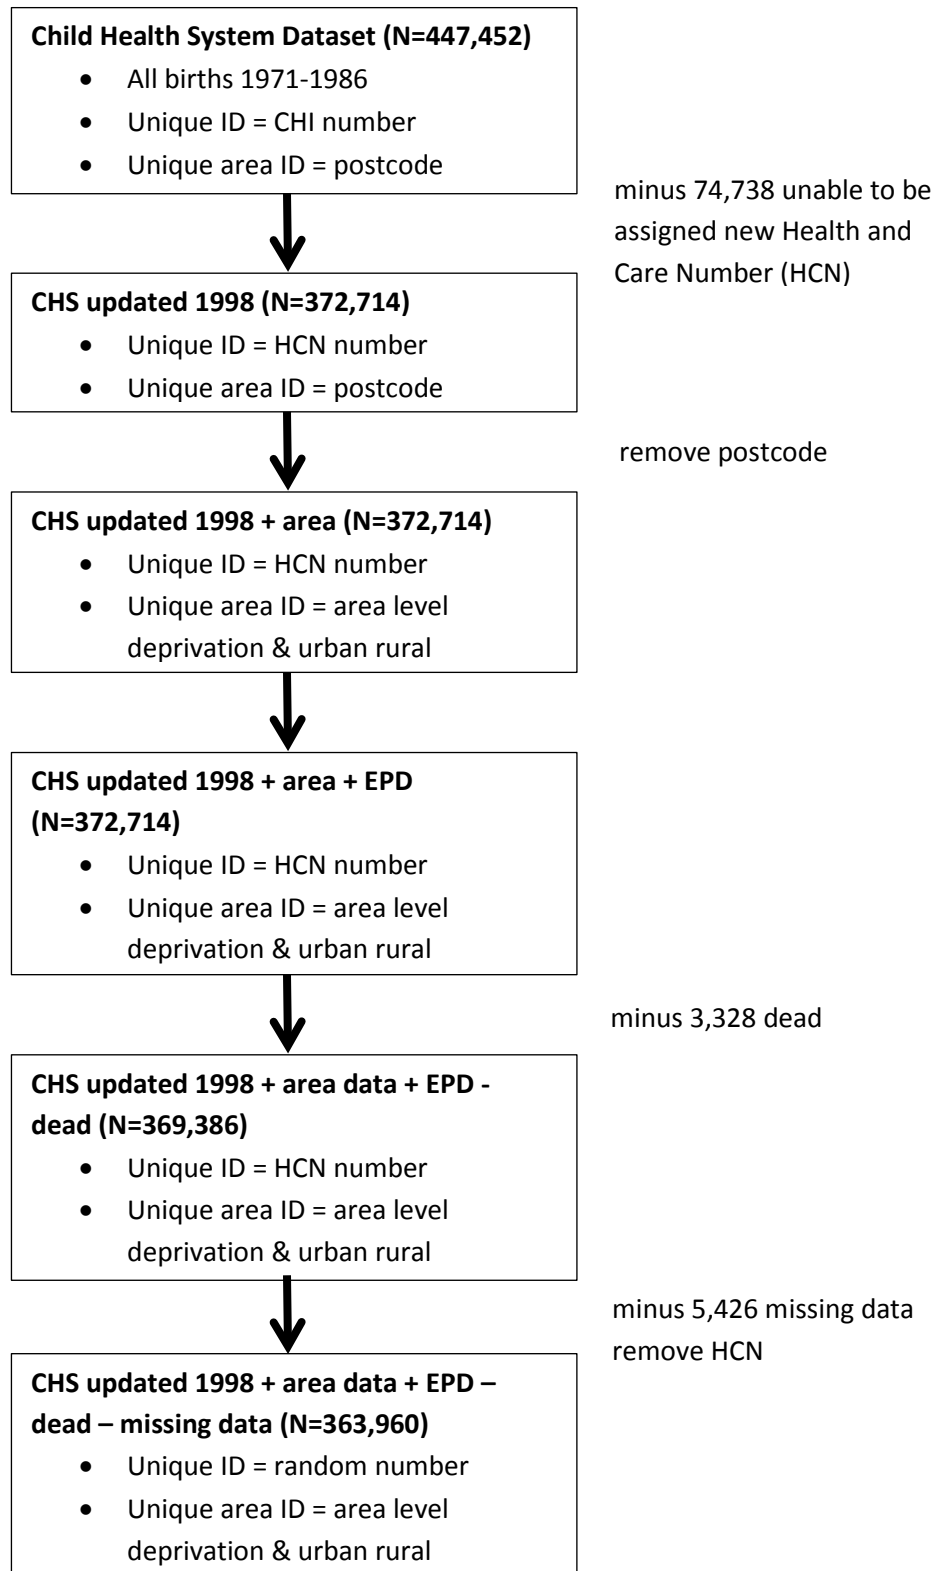 Child Health System Dataset (N=447,452)
• All births 1971-1986
• Unique ID = CHI number
• Unique area ID = postcode
minus 74,738 unable to be
assigned new Health and
Care Number (HCN)
CHS updated 1998 (N=372,714)
• Unique ID = HCN number
• Unique area ID = postcode
remove postcode
CHS updated 1998 + area (N=372,714)
• Unique ID = HCN number
• Unique area ID = area level
deprivation & urban rural
CHS updated 1998 + area + EPD
(N=372,714)
• Unique ID = HCN number
• Unique area ID = area level
deprivation & urban rural
minus 3,328 dead
CHS updated 1998 + area data + EPD -
dead (N=369,386)
• Unique ID = HCN number
• Unique area ID = area level
deprivation & urban rural
minus 5,426 missing data
remove HCN
CHS updated 1998 + area data + EPD –
dead – missing data (N=363,960)
• Unique ID = random number
• Unique area ID = area level
deprivation & urban rural